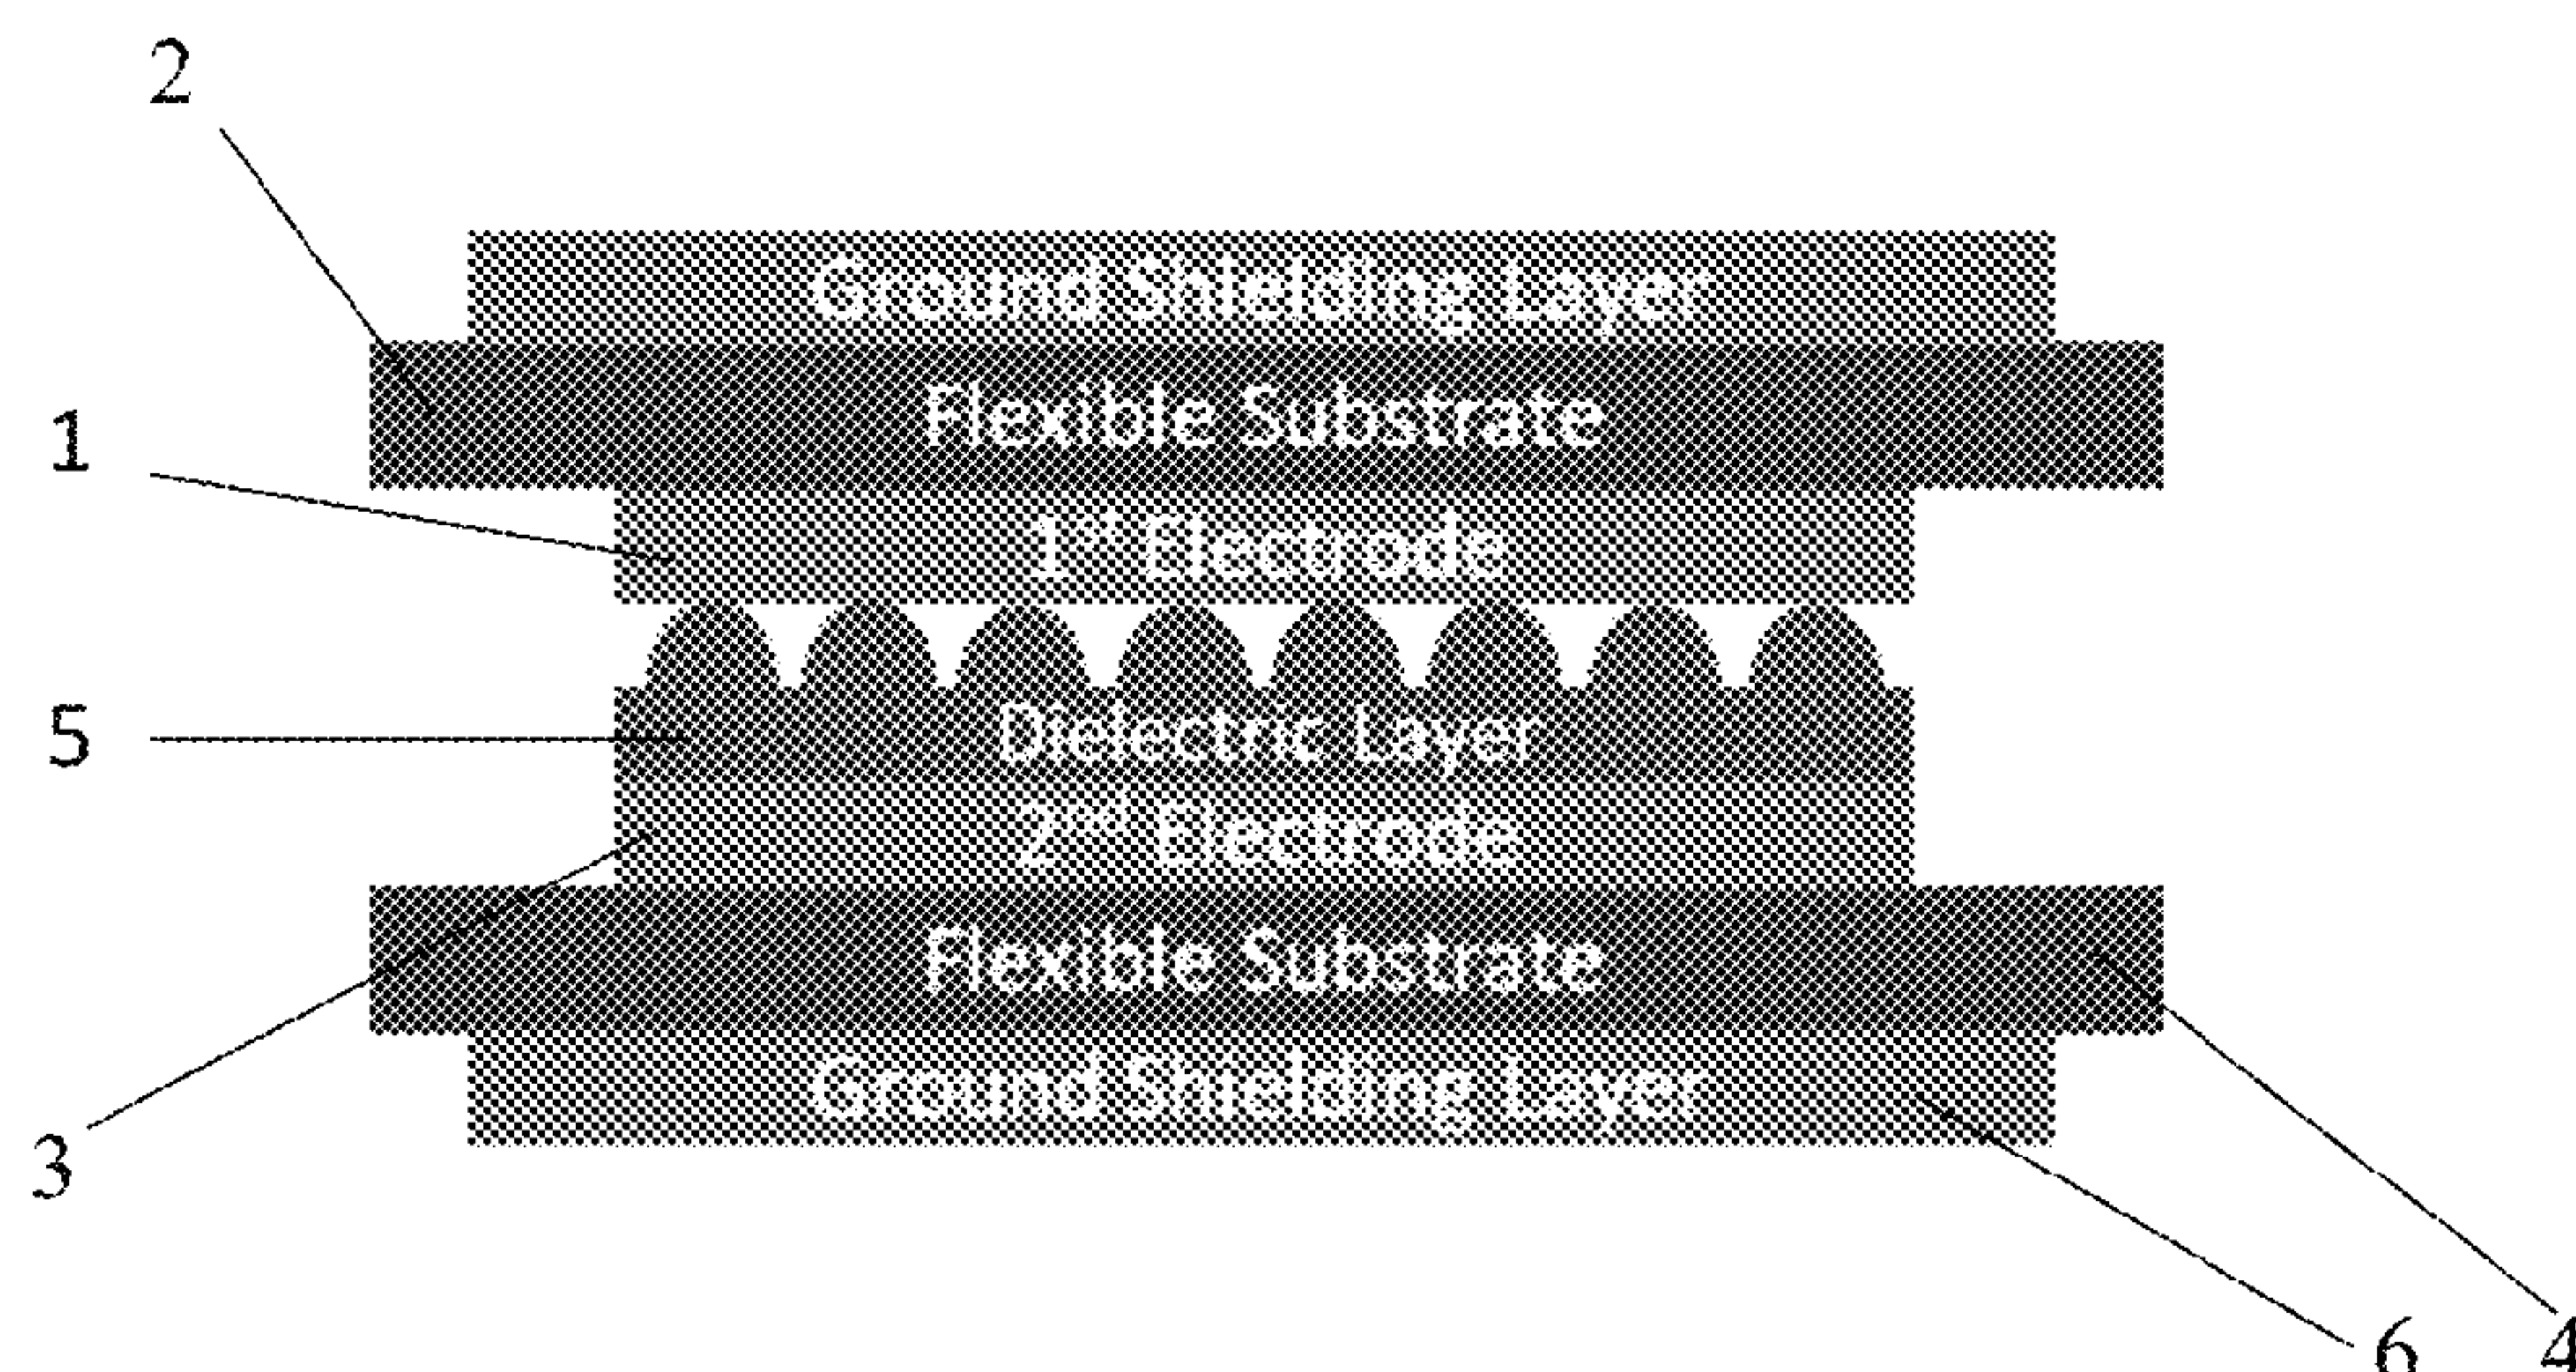 2
Ground Shielding Layer
Flexible Substrate
1
1st Electrode
5
Dielectric Layer
2nd Electrode
Flexible Substrate
Ground Shielding Layer
3
6
4